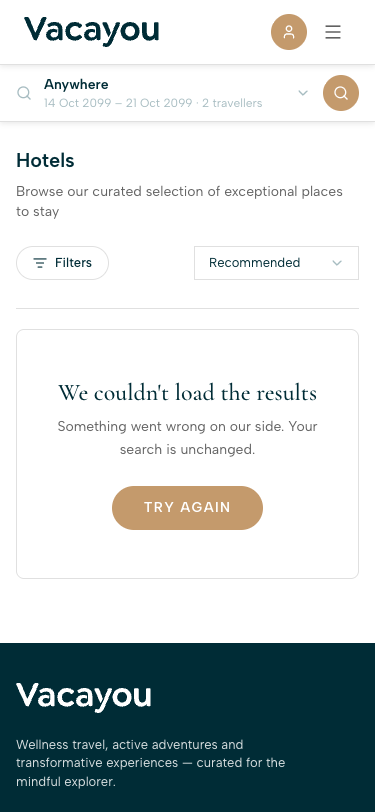 Vacayou
Anywhere
14 Oct 2099 – 21 Oct 2099 · 2 travellers
Hotels
Browse our curated selection of exceptional places
to stay
Filters
Recommended
We couldn't load the results
Something went wrong on our side. Your
search is unchanged.
TRY AGAIN
Vacayou
Wellness travel, active adventures and
transformative experiences — curated for the
mindful explorer.